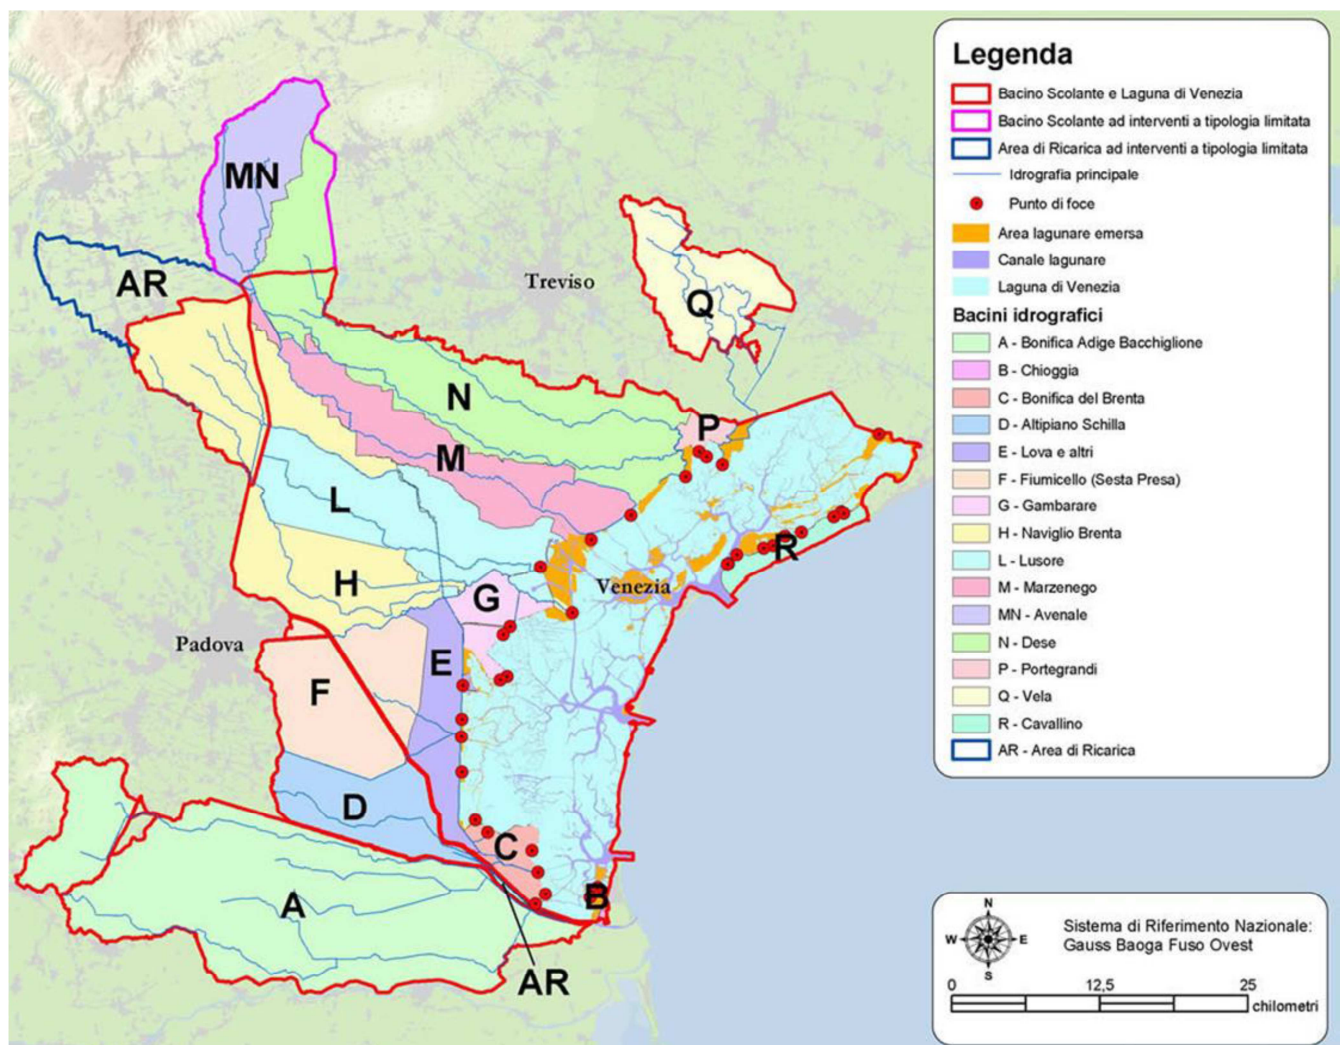 Legenda
Bacino Scolante e Laguna di Venezia
Bacino Scolante ad interventi a tipologia limitata
Area di Ricarica ad interventi a tipologia limitata
Idrografia principale
Punto di foce
Area lagunare emersa
Canale lagunare
Laguna di Venezia
Bacini idrografici
A - Bonifica Adige Bacchiglione
B - Chioggia
C - Bonifica del Brenta
D - Altipiano Schilla
E - Lova e altri
F - Fiumicello (Sesta Presa)
G - Gambarare
H - Naviglio Brenta
L - Lusore
M - Marzenego
MN - Avenale
N - Dese
P - Portegrandi
Q - Vela
R - Cavallino
AR - Area di Ricarica
MN
AR
Treviso
Q
N
P
M
L
R
H
G
Venezia
Padova
E
F
D
C
A
B
AR
N
W E
S
Sistema di Riferimento Nazionale:
Gauss Baoga Fuso Ovest
0 12,5 25
chilometri